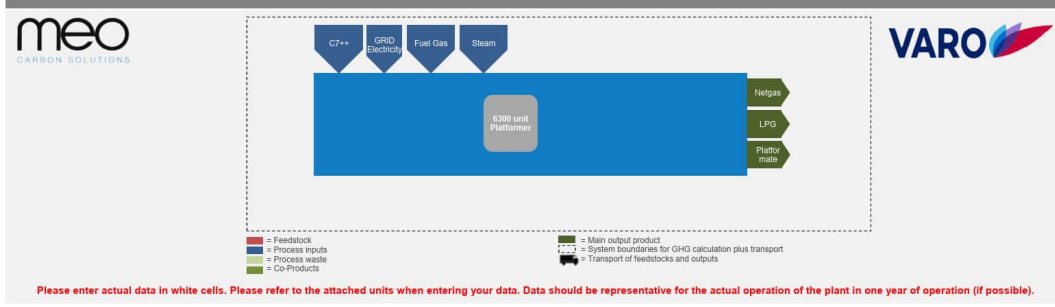 meo
CARBON SOLUTIONS
C7++
GRID
Electricity
Fuel Gas
Steam
VARO
6300 unit
Platformer
Netgas
LPG
Platfor
mate
= Feedstock
= Process inputs
= Process waste
= Co-Products
= Main output product
= System boundaries for GHG calculation plus transport
= Transport of feedstocks and outputs
Please enter actual data in white cells. Please refer to the attached units when entering your data. Data should be representative for the actual operation of the plant in one year of operation (if possible).